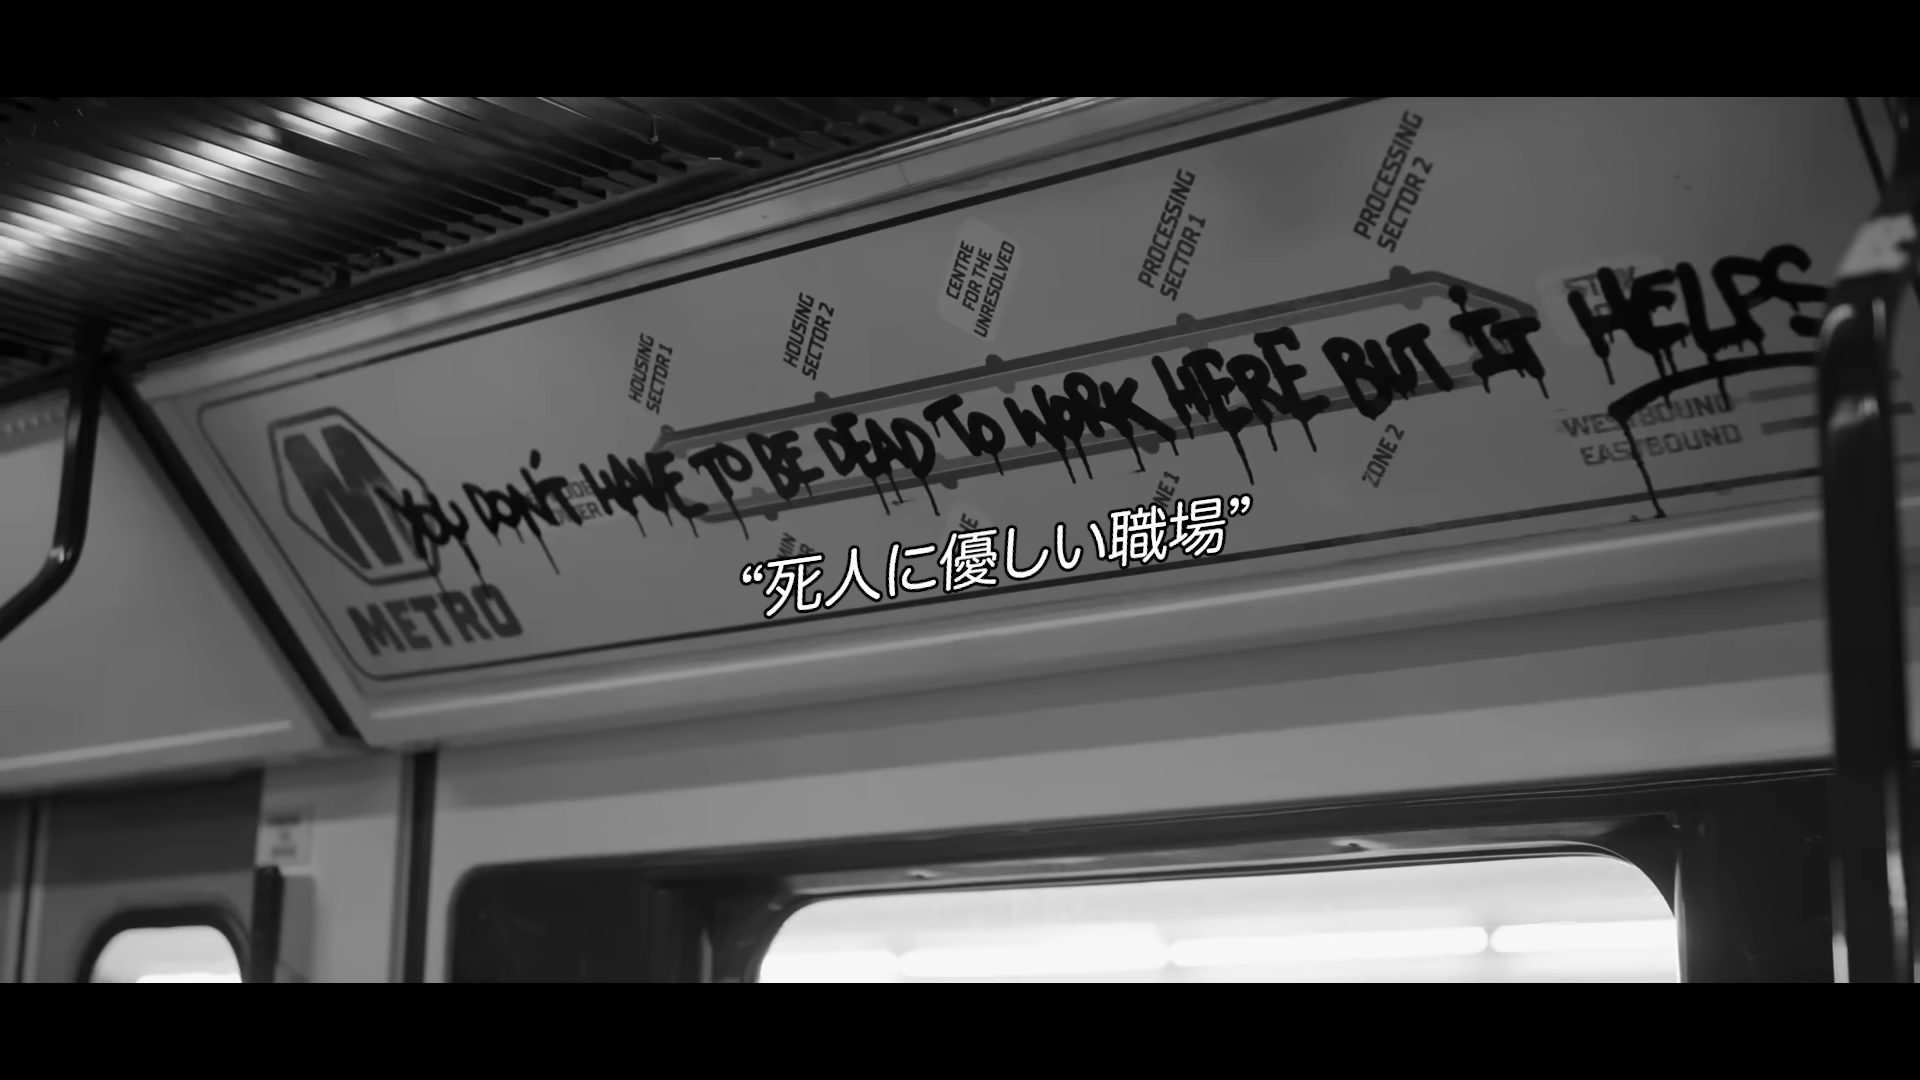 PROCESSING
SECTOR 2
PROCESSING
SECTOR 1
CENTRE
FOR THE
UNRESOLVED
HOUSING
SECTOR 2
HOUSING
SECTOR 1
YOU DON'T HAVE TO BE DEAD TO WORK HERE BUT IT HELPS
M
METRO
WESTBOUND
EASTBOUND
ZONE 2
“死人に優しい職場”